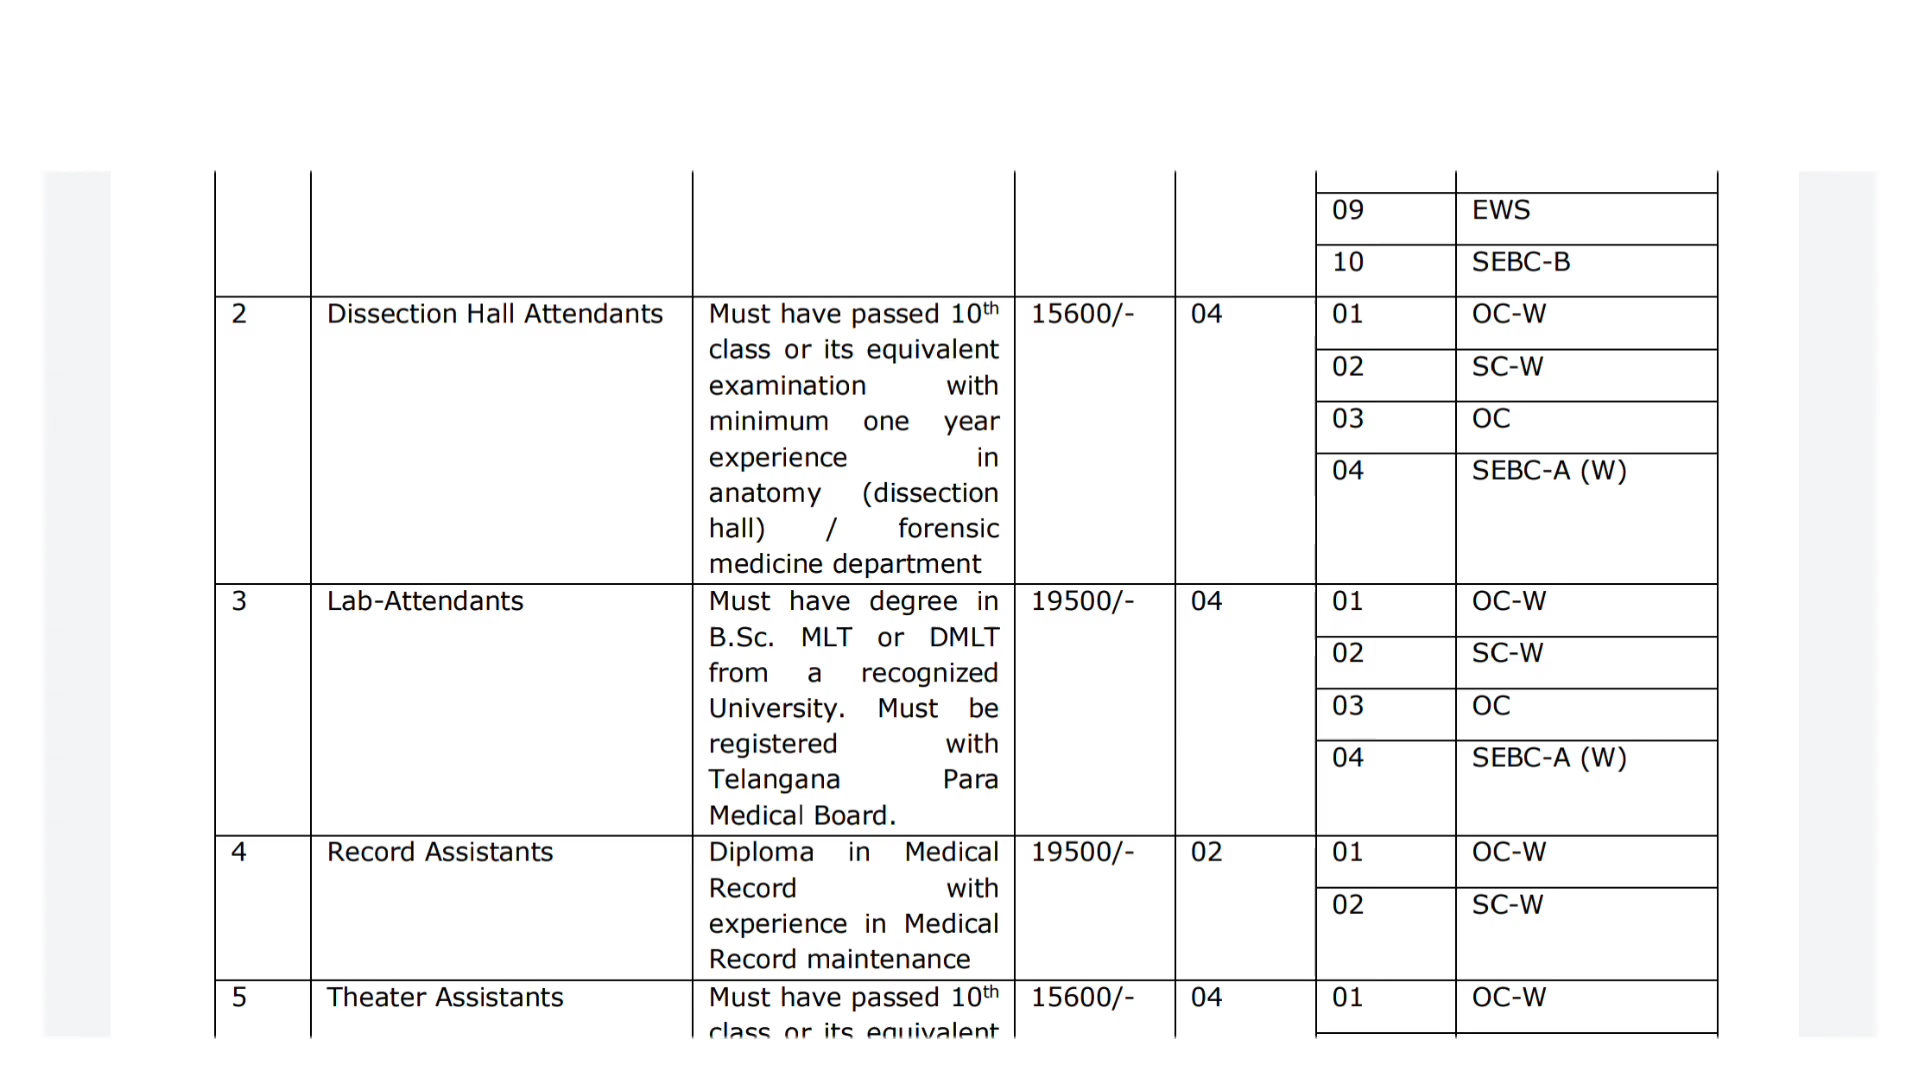 09 EWS
10 SEBC-B
2 Dissection Hall Attendants Must have passed 10th 15600/- 04 01 OC-W
class or its equivalent
02 SC-W
examination with
minimum one year 03 OC
experience in
04 SEBC-A (W)
anatomy (dissection
hall) / forensic
medicine department
3 Lab-Attendants Must have degree in 19500/- 04 01 OC-W
B.Sc. MLT or DMLT
02 SC-W
from a recognized
University. Must be 03 OC
registered with
04 SEBC-A (W)
Telangana Para
Medical Board.
4 Record Assistants Diploma in Medical 19500/- 02 01 OC-W
Record with
02 SC-W
experience in Medical
Record maintenance
5 Theater Assistants Must have passed 10th 15600/- 04 01 OC-W
class or its equivalent